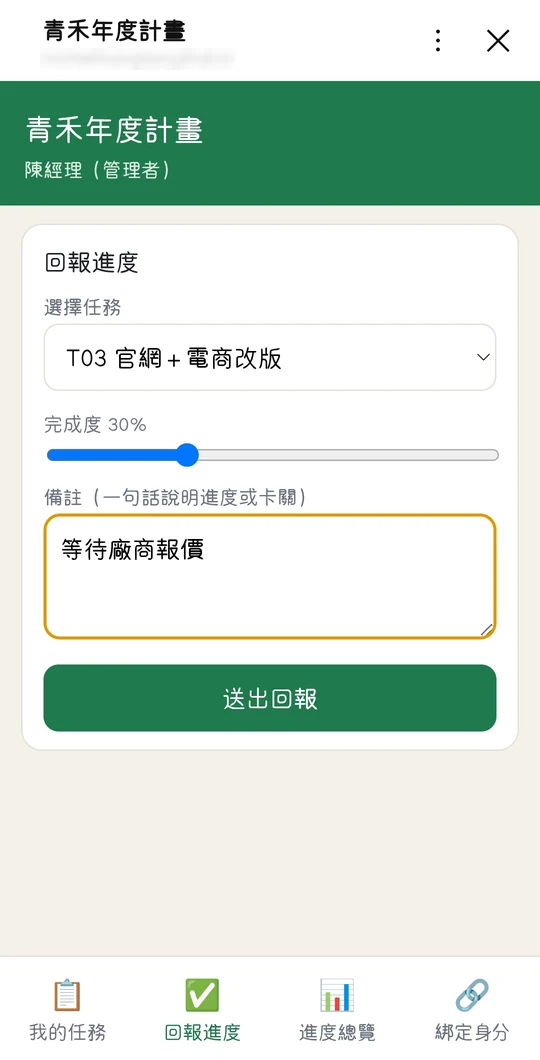 青禾年度計畫
青禾年度計畫
陳經理（管理者）
回報進度
選擇任務
T03 官網＋電商改版
完成度 30%
備註（一句話說明進度或卡關）
等待廠商報價
送出回報
我的任務
回報進度
進度總覽
綁定身分